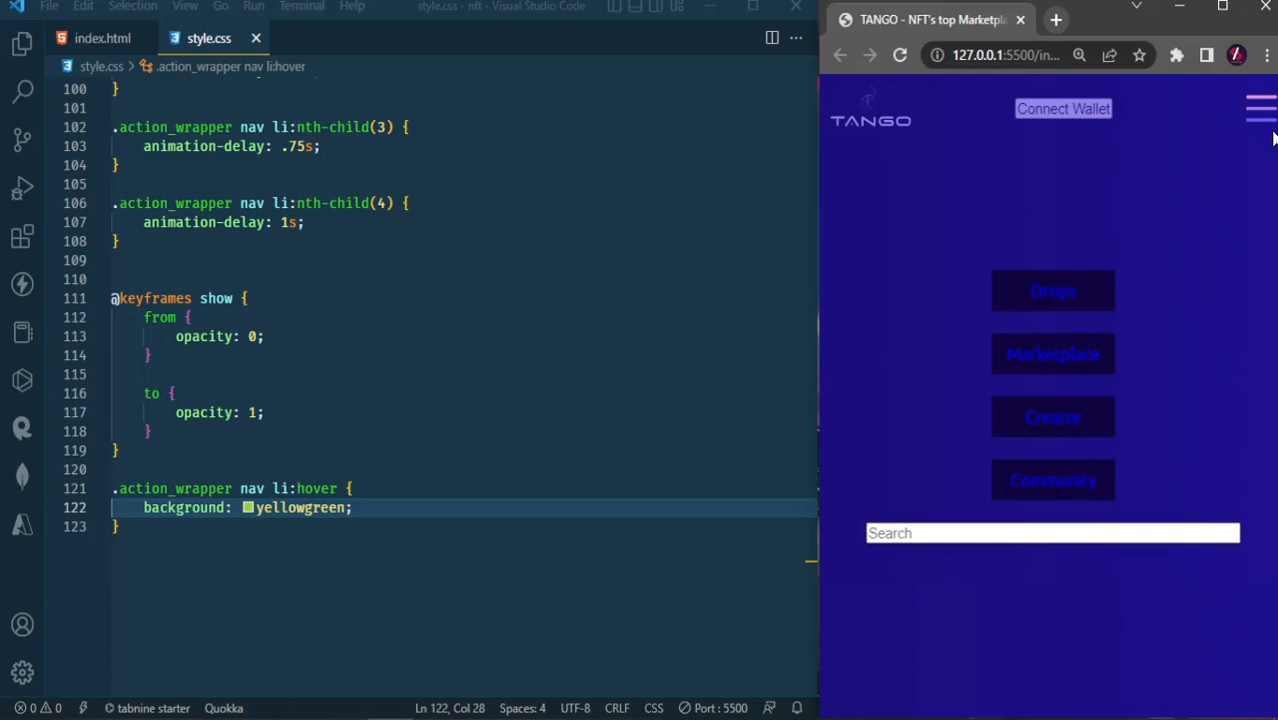 File Edit Selection View Go Run Terminal Help style.css - nft - Visual Studio Code
index.html style.css
style.css > .action_wrapper nav li:hover
100 }
101
102 .action_wrapper nav li:nth-child(3) {
103 animation-delay: .75s;
104 }
105
106 .action_wrapper nav li:nth-child(4) {
107 animation-delay: 1s;
108 }
109
110
111 @keyframes show {
112 from {
113 opacity: 0;
114 }
115
116 to {
117 opacity: 1;
118 }
119 }
120
121 .action_wrapper nav li:hover {
122 background: yellowgreen;
123 }
0 0 tabnine starter Quokka Ln 122, Col 28 Spaces: 4 UTF-8 CRLF CSS Port : 5500
TANGO - NFT's top Marketpla
127.0.0.1:5500/in...
TANGO
Connect Wallet
Drops
Marketplace
Creator
Community
Search